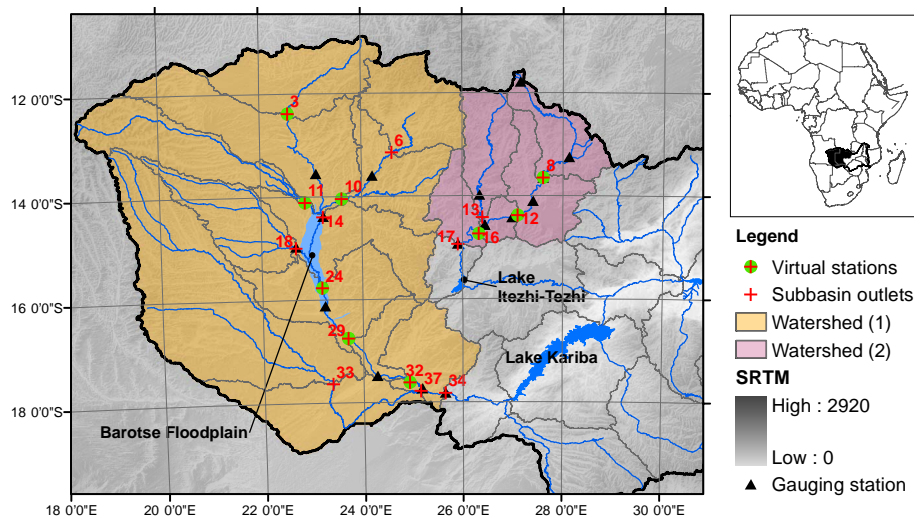 12 0'0"S
14 0'0"S
16 0'0"S
18 0'0"S
18 0'0"E
20 0'0"E
22 0'0"E
24 0'0"E
26 0'0"E
28 0'0"E
30 0'0"E
3
6
8
11
10
14
13
12
16
17
18
24
29
33
32
37
34
Lake
Itezhi-Tezhi
Lake Kariba
Barotse Floodplain
Legend
Virtual stations
Subbasin outlets
Watershed (1)
Watershed (2)
SRTM
High : 2920
Low : 0
Gauging station